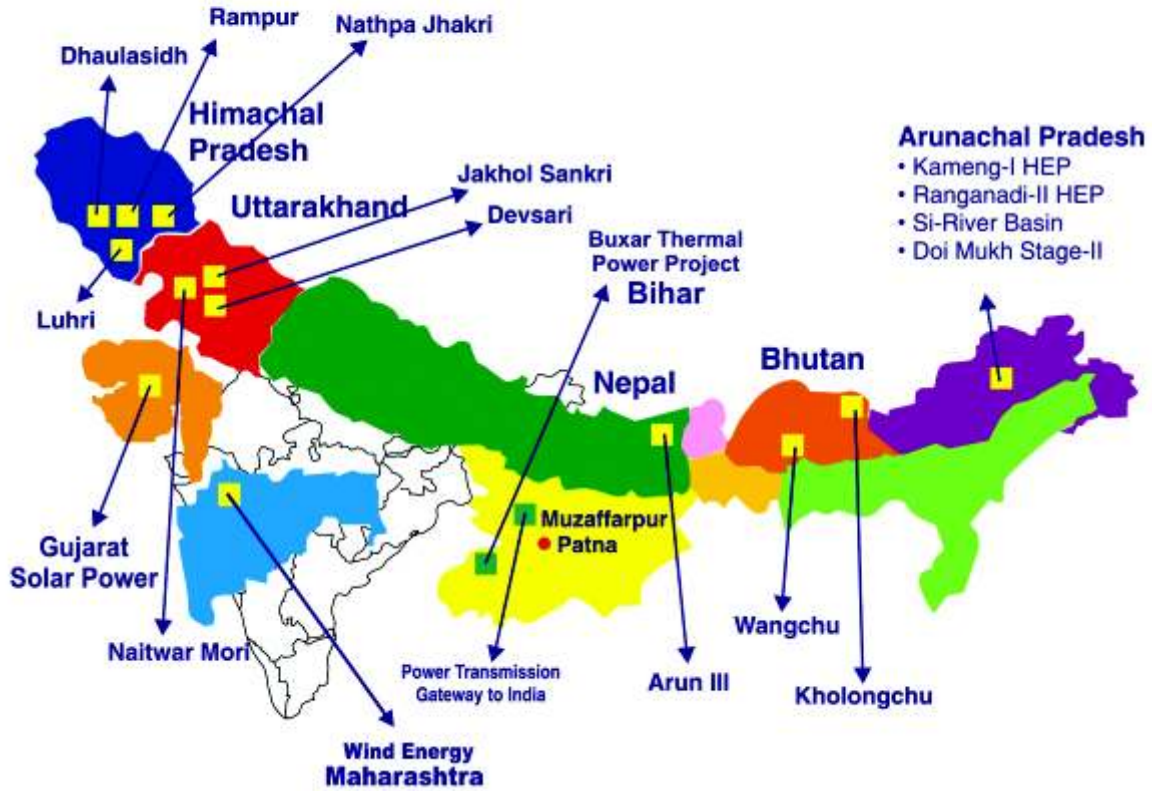 Rampur
Nathpa Jhakri
Dhaulasidh
Himachal
Pradesh
Arunachal Pradesh
• Kameng-I HEP
• Ranganadi-II HEP
• Si-River Basin
• Doi Mukh Stage-II
Jakhol Sankri
Uttarakhand
Devsari
Buxar Thermal
Power Project
Bihar
Luhri
Bhutan
Nepal
Muzaffarpur
Patna
Gujarat
Solar Power
Wangchu
Naitwar Mori
Power Transmission
Gateway to India
Arun III
Kholongchu
Wind Energy
Maharashtra